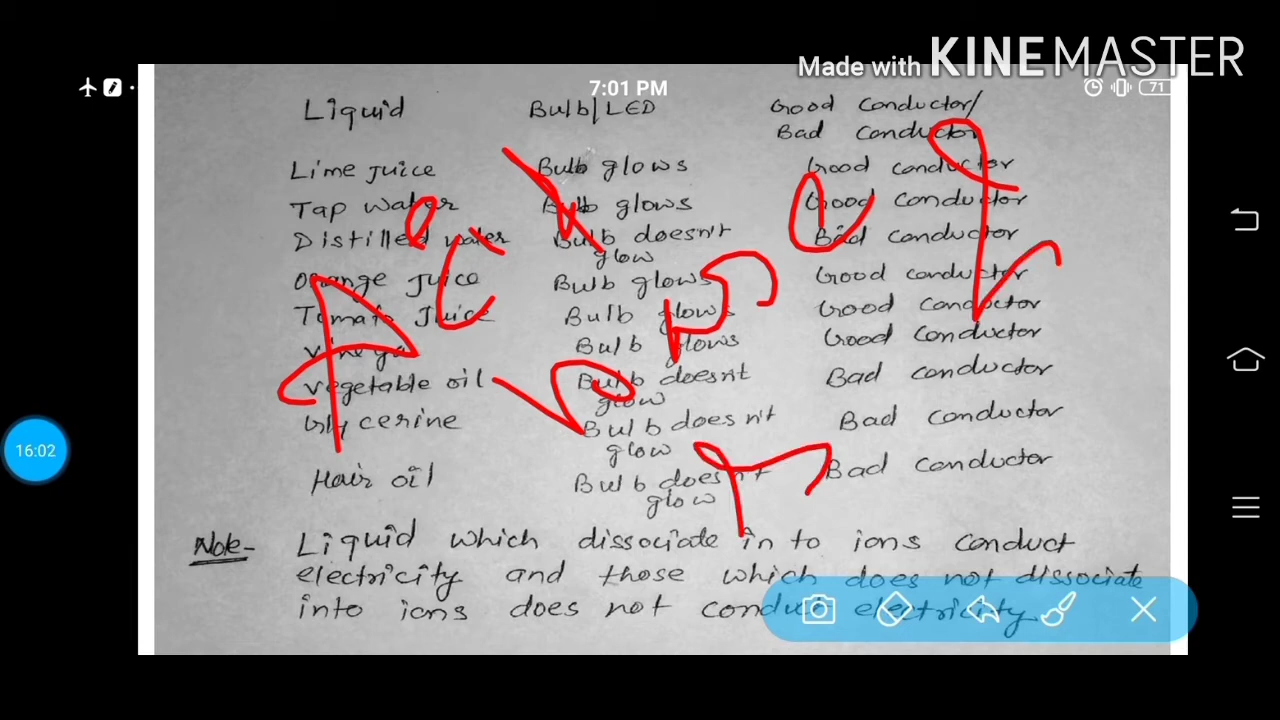 Made with KINEMASTER
7:01 PM
71
Liquid Bulb/LED Good Conductor/
Bad Conductor
Lime Juice Bulb glows Good conductor
Tap water Bulb glows Good conductor
Distilled water Bulb doesn't Bad conductor
glow
Orange Juice Bulb glows Good conductor
Tomato Juice Bulb glows Good conductor
Vinegar Bulb glows Good conductor
Vegetable oil Bulb doesn't Bad conductor
glow
Glycerine Bulb doesn't Bad conductor
glow
Hair oil Bulb doesn't Bad conductor
glow
16:02
Note- Liquid which dissociate in to ions conduct
electricity and those which does not dissociate
into ions does not conduct electricity.